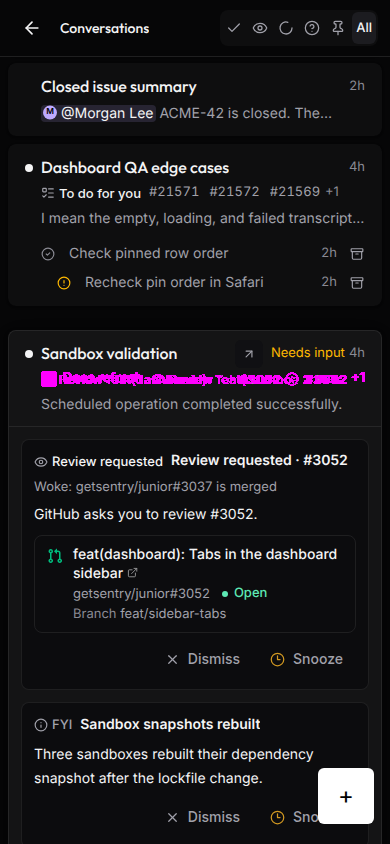 Conversations
All
Closed issue summary 2h
M @Morgan Lee ACME-42 is closed. The...
Dashboard QA edge cases 4h
To do for you #21571 #21572 #21569 +1
I mean the empty, loading, and failed transcript...
Check pinned row order 2h
Recheck pin order in Safari 2h
Sandbox validation Needs input 4h
+1
Scheduled operation completed successfully.
Review requested Review requested · #3052
Woke: getsentry/junior#3037 is merged
GitHub asks you to review #3052.
feat(dashboard): Tabs in the dashboard
sidebar
getsentry/junior#3052 Open
Branch feat/sidebar-tabs
Dismiss Snooze
FYI Sandbox snapshots rebuilt
Three sandboxes rebuilt their dependency
snapshot after the lockfile change.
Dismiss
+